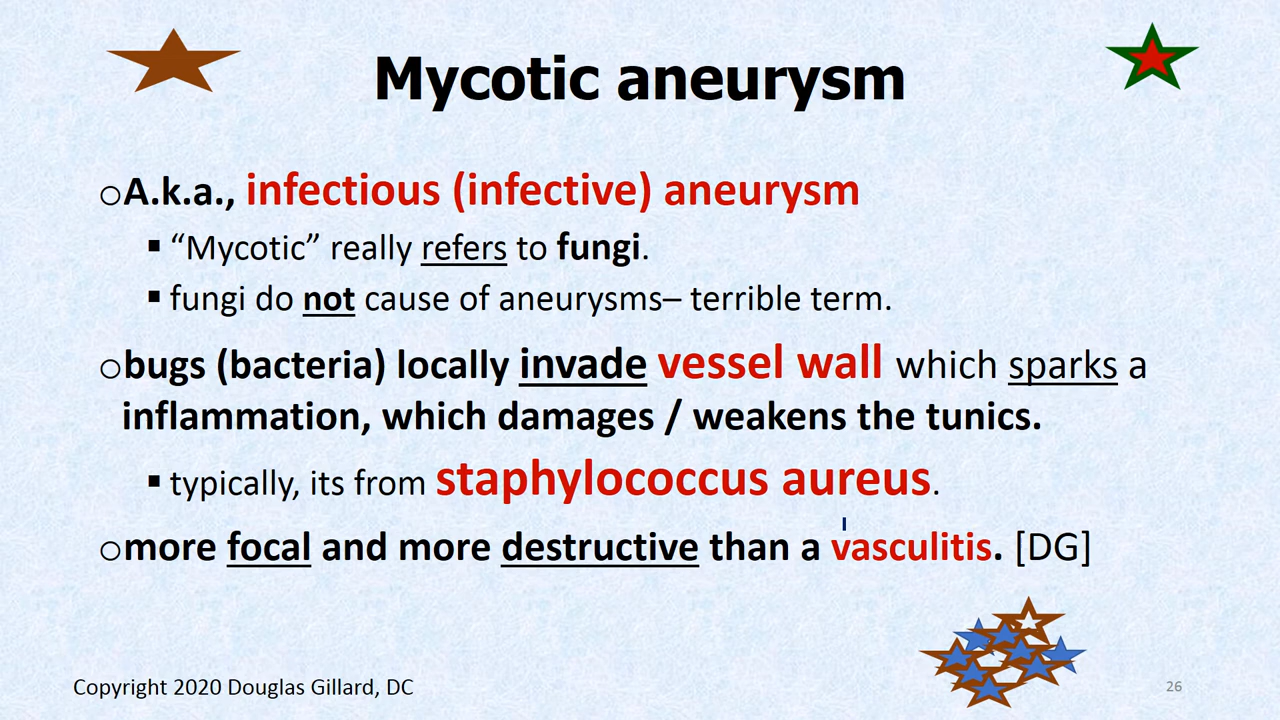 Mycotic aneurysm
oA.k.a., infectious (infective) aneurysm
▪ “Mycotic” really refers to fungi.
▪ fungi do not cause of aneurysms– terrible term.
obugs (bacteria) locally invade vessel wall which sparks a
inflammation, which damages / weakens the tunics.
▪ typically, its from staphylococcus aureus.
omore focal and more destructive than a vasculitis. [DG]
Copyright 2020 Douglas Gillard, DC
26